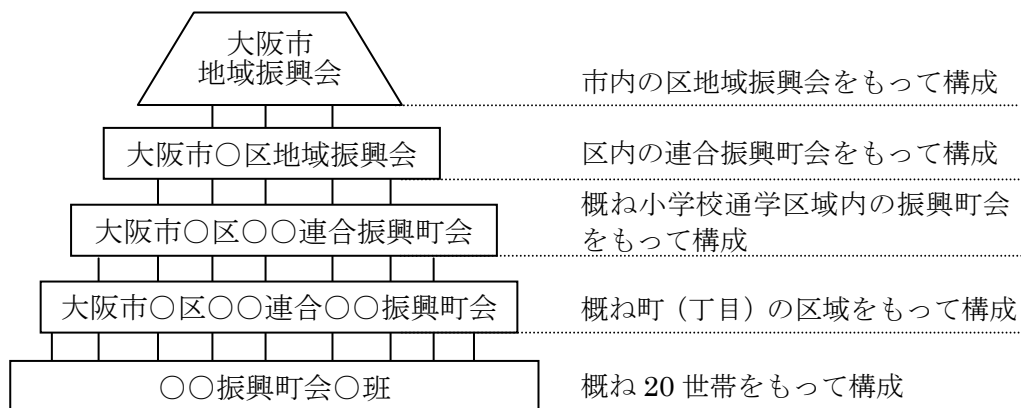 大阪市
地域振興会
市内の区地域振興会をもって構成
大阪市○区地域振興会
区内の連合振興町会をもって構成
大阪市○区○○連合振興町会
概ね小学校通学区域内の振興町会
をもって構成
大阪市○区○○連合○○振興町会
概ね町（丁目）の区域をもって構成
○○振興町会○班
概ね 20 世帯をもって構成